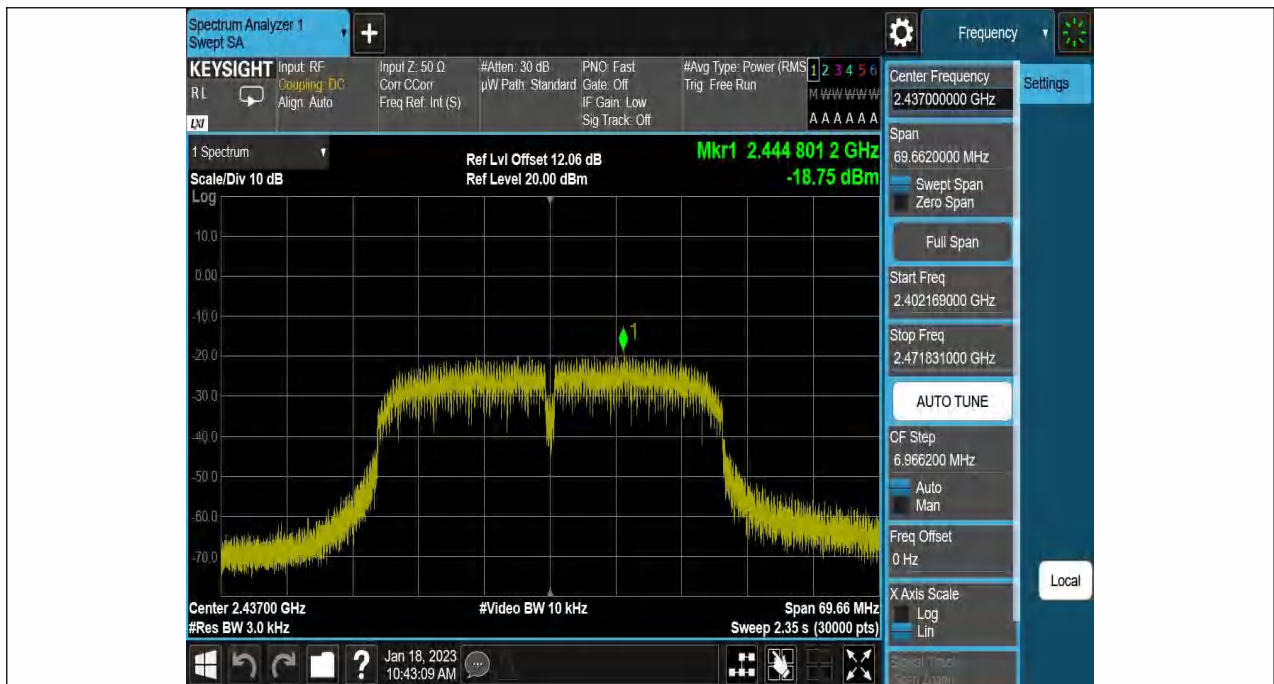 Spectrum Analyzer 1
Swept SA
+
Frequency
KEYSIGHT
R L
LXI
Input: RF
Coupling: DC
Align: Auto
Input Z: 50 Ω
Corr CCorr
Freq Ref: Int (S)
#Atten: 30 dB
µW Path: Standard
PNO: Fast
Gate: Off
IF Gain: Low
Sig Track: Off
#Avg Type: Power (RMS
Trig: Free Run
1 2 3 4 5 6
M W W W W W
A A A A A A
1 Spectrum
Scale/Div 10 dB
Log
Ref Lvl Offset 12.06 dB
Ref Level 20.00 dBm
Mkr1 2.444 801 2 GHz
-18.75 dBm
10.0
0.00
-10.0
-20.0
-30.0
-40.0
-50.0
-60.0
-70.0
1
Center 2.43700 GHz
#Res BW 3.0 kHz
#Video BW 10 kHz
Span 69.66 MHz
Sweep 2.35 s (30000 pts)
Center Frequency
2.437000000 GHz
Span
69.6620000 MHz
Swept Span
Zero Span
Full Span
Start Freq
2.402169000 GHz
Stop Freq
2.471831000 GHz
AUTO TUNE
CF Step
6.966200 MHz
Auto
Man
Freq Offset
0 Hz
X Axis Scale
Log
Lin
Signal Track
Settings
Local
?
Jan 18, 2023
10:43:09 AM